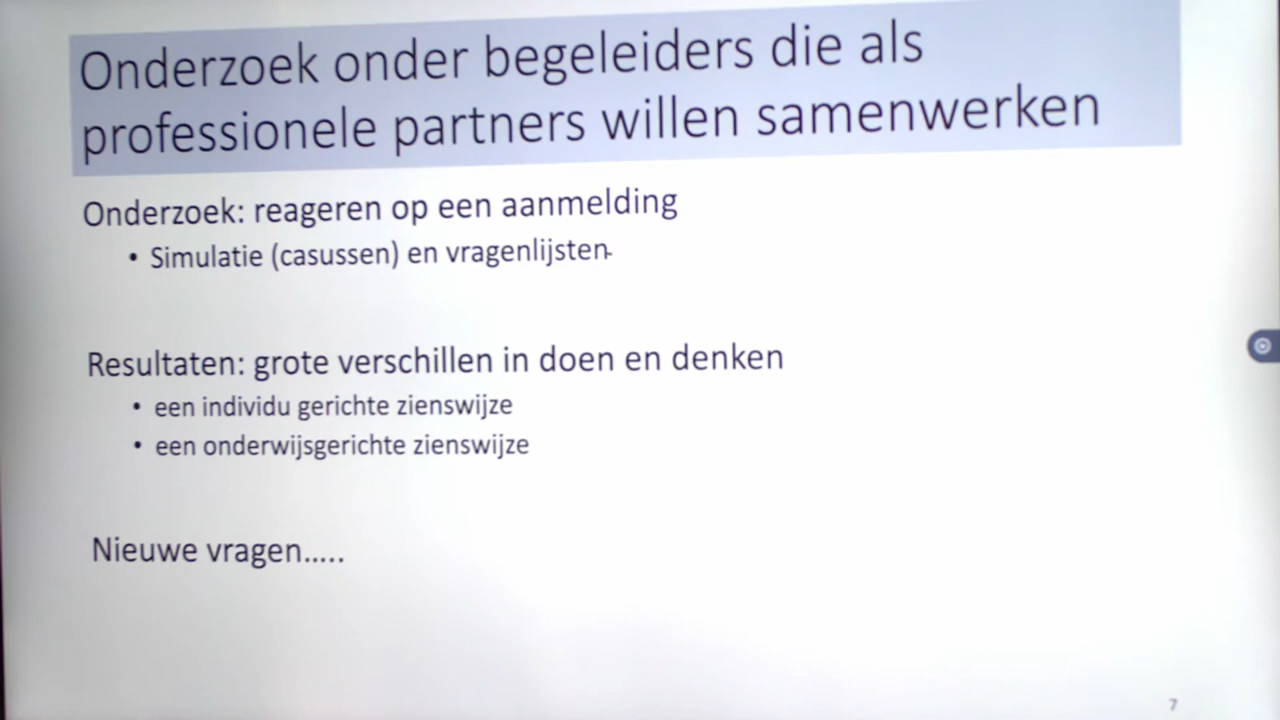 Onderzoek onder begeleiders die als
professionele partners willen samenwerken
Onderzoek: reageren op een aanmelding
• Simulatie (casussen) en vragenlijsten
Resultaten: grote verschillen in doen en denken
• een individu gerichte zienswijze
• een onderwijsgerichte zienswijze
Nieuwe vragen.....
7